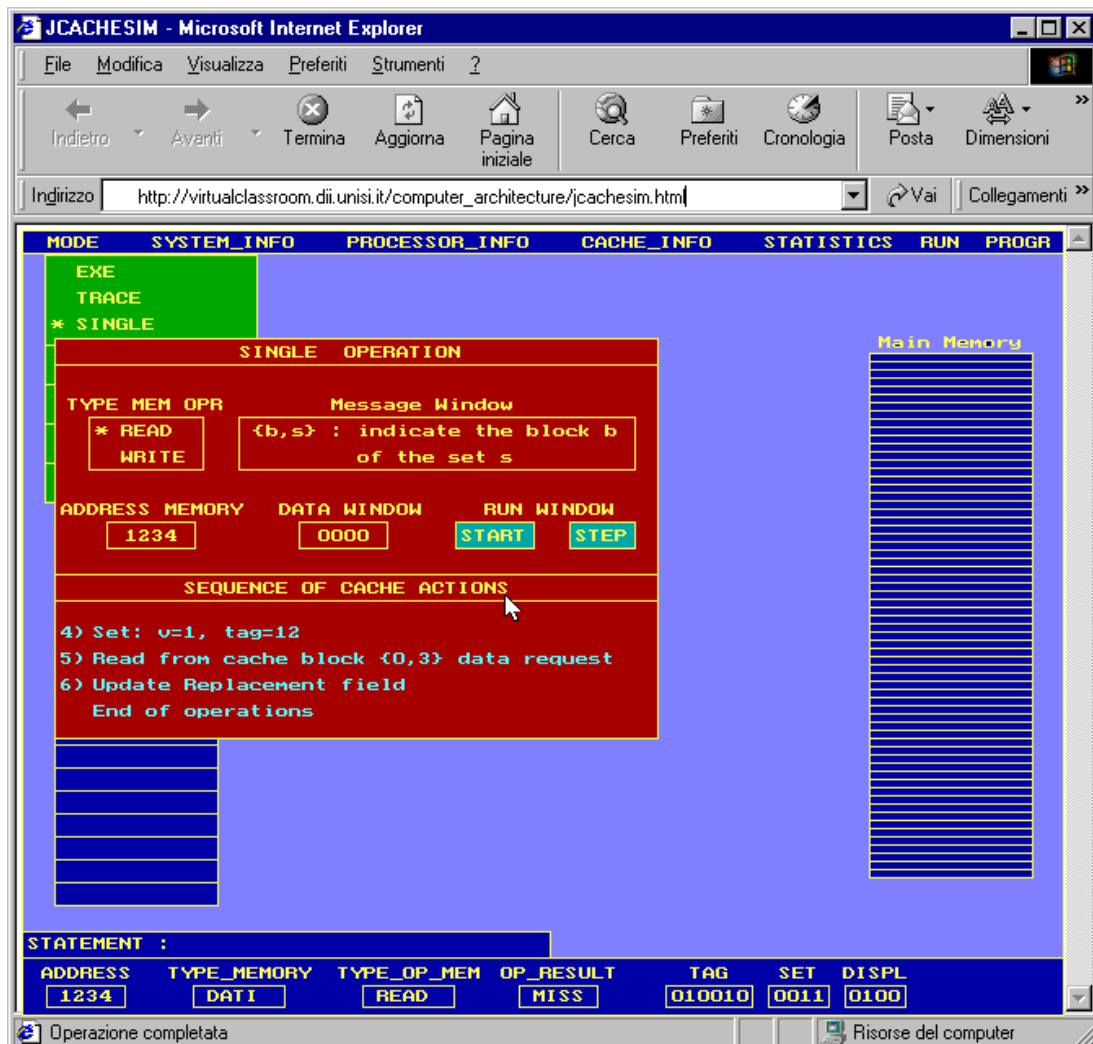 JCACHESIM - Microsoft Internet Explorer
File Modifica Visualizza Preferiti Strumenti ?
Indietro Avanti Termina Aggiorna Pagina iniziale Cerca Preferiti Cronologia Posta Dimensioni »
Indirizzo http://virtualclassroom.dii.unisi.it/computer_architecture/jcachesim.html Vai Collegamenti »
MODE SYSTEM_INFO PROCESSOR_INFO CACHE_INFO STATISTICS RUN PROGR
EXE
TRACE
* SINGLE
Main Memory
SINGLE OPERATION
TYPE MEM OPR Message Window
* READ {b,s} : indicate the block b
WRITE of the set s
ADDRESS MEMORY DATA WINDOW RUN WINDOW
1234 0000 START STEP
SEQUENCE OF CACHE ACTIONS
4) Set: v=1, tag=12
5) Read from cache block {0,3} data request
6) Update Replacement field
End of operations
STATEMENT :
ADDRESS TYPE_MEMORY TYPE_OP_MEM OP_RESULT TAG SET DISPL
1234 DATI READ MISS 010010 0011 0100
Operazione completata Risorse del computer